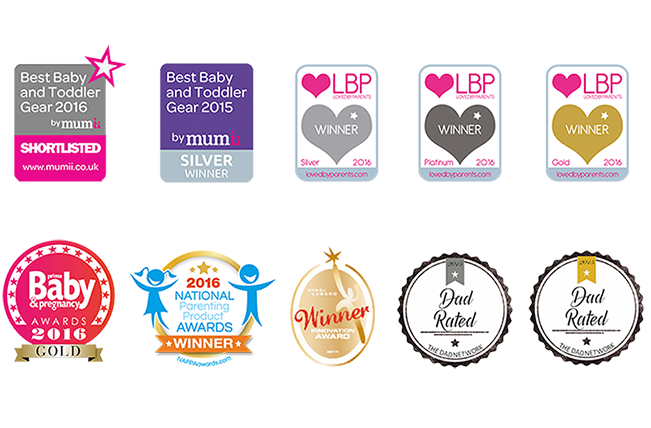 Best Baby
and Toddler
Gear 2016
by mumii
SHORTLISTED
www.mumii.co.uk
Best Baby
and Toddler
Gear 2015
by mumii
SILVER
WINNER
LBP
LOVEDBYPARENTS
WINNER
Silver 2016
lovedbyparents.com
LBP
LOVEDBYPARENTS
WINNER
Platinum 2016
lovedbyparents.com
LBP
LOVEDBYPARENTS
WINNER
Gold 2016
lovedbyparents.com
prima
Baby
& pregnancy
AWARDS
2016
GOLD
2016
NATIONAL
Parenting
Product
AWARDS
WINNER
NAPPAawards.com
Winner
INNOVATION
AWARD
Dad
Rated
THE DADNETWORK
Dad
Rated
THE DADNETWORK